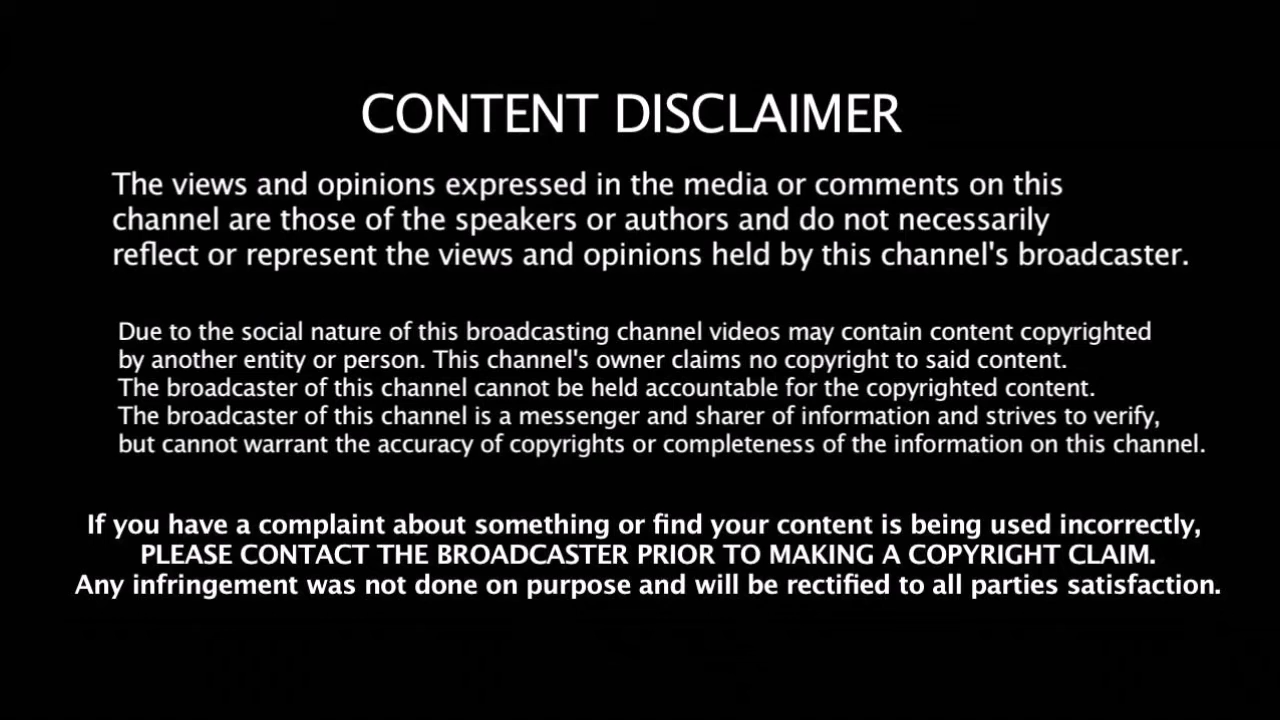 CONTENT DISCLAIMER
The views and opinions expressed in the media or comments on this
channel are those of the speakers or authors and do not necessarily
reflect or represent the views and opinions held by this channel's broadcaster.
Due to the social nature of this broadcasting channel videos may contain content copyrighted
by another entity or person. This channel's owner claims no copyright to said content.
The broadcaster of this channel cannot be held accountable for the copyrighted content.
The broadcaster of this channel is a messenger and sharer of information and strives to verify,
but cannot warrant the accuracy of copyrights or completeness of the information on this channel.
If you have a complaint about something or find your content is being used incorrectly,
PLEASE CONTACT THE BROADCASTER PRIOR TO MAKING A COPYRIGHT CLAIM.
Any infringement was not done on purpose and will be rectified to all parties satisfaction.